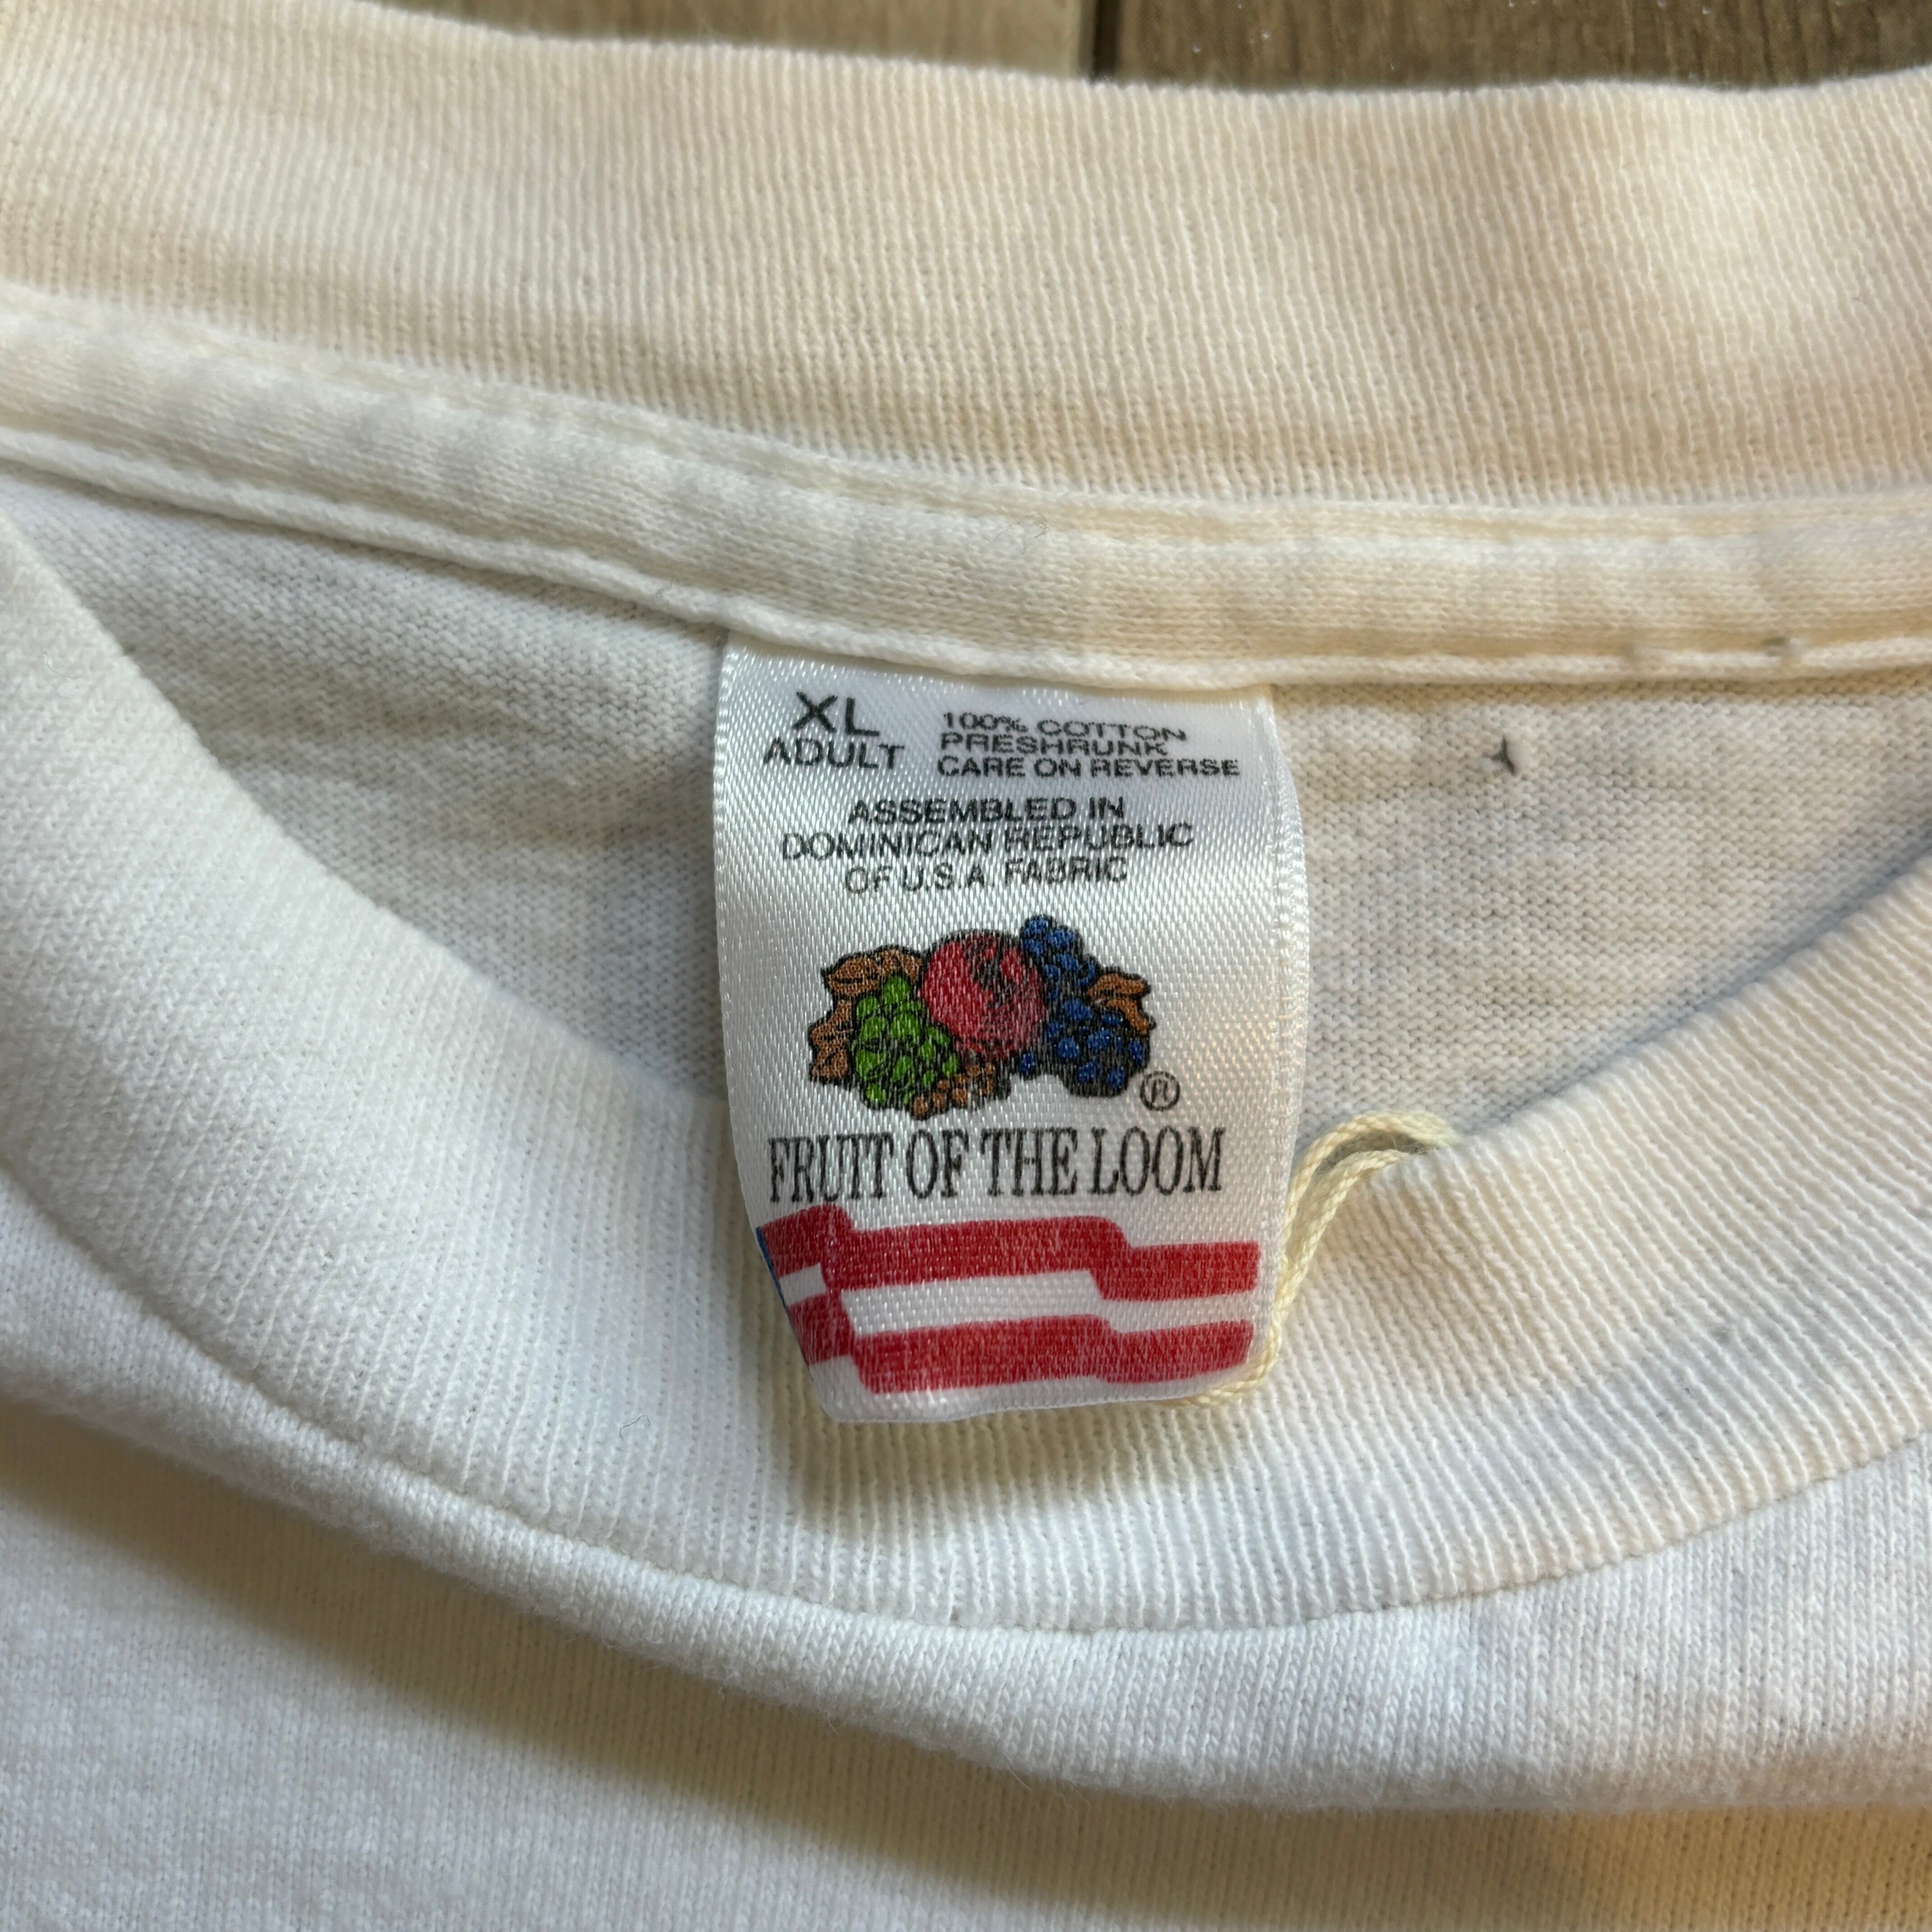 XL
ADULT
100% COTTON
PRESHRUNK
CARE ON REVERSE
ASSEMBLED IN
DOMINICAN REPUBLIC
OF U.S.A. FABRIC
®
FRUIT OF THE LOOM